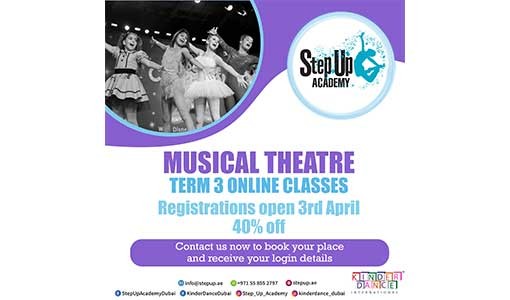 Step Up
ACADEMY
MUSICAL THEATRE
TERM 3 ONLINE CLASSES
Registrations open 3rd April
40% off
Contact us now to book your place
and receive your login details
info@stepup.ae +971 55 855 2797 stepup.ae
StepUpAcademyDubai KinderDanceDubai Step_Up_Academy kinderdance_dubai
KINDER
DANCE
INTERNATIONAL